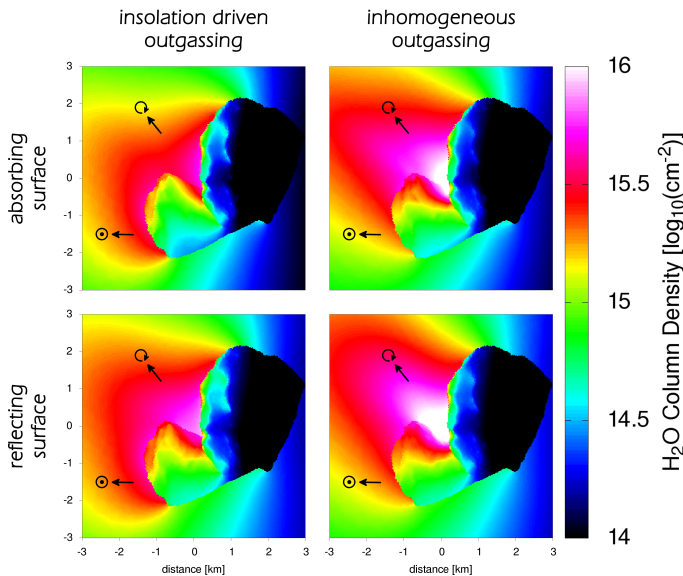 insolation driven
outgassing
inhomogeneous
outgassing
absorbing
surface
3
2
1
0
-1
-2
-3
reflecting
surface
3
2
1
0
-1
-2
-3
-3 -2 -1 0 1 2 3
distance [km]
-3 -2 -1 0 1 2 3
distance [km]
16
15.5
15
14.5
14
H2O Column Density [log10(cm-2)]